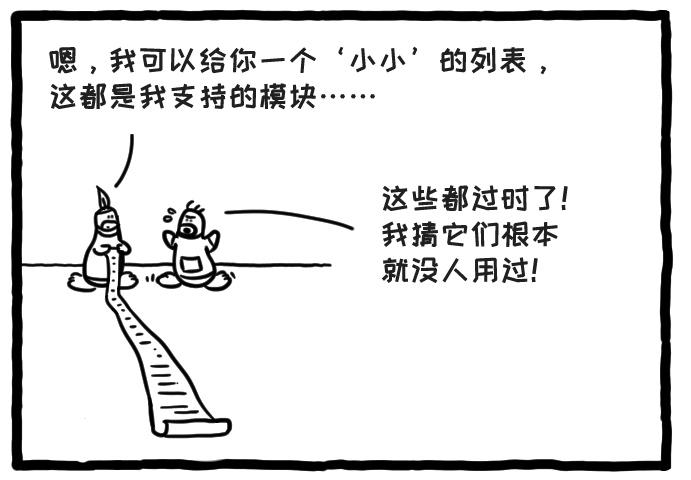 嗯，我可以给你一个‘小小’的列表，
这都是我支持的模块……
这些都过时了！
我猜它们根本
就没人用过！